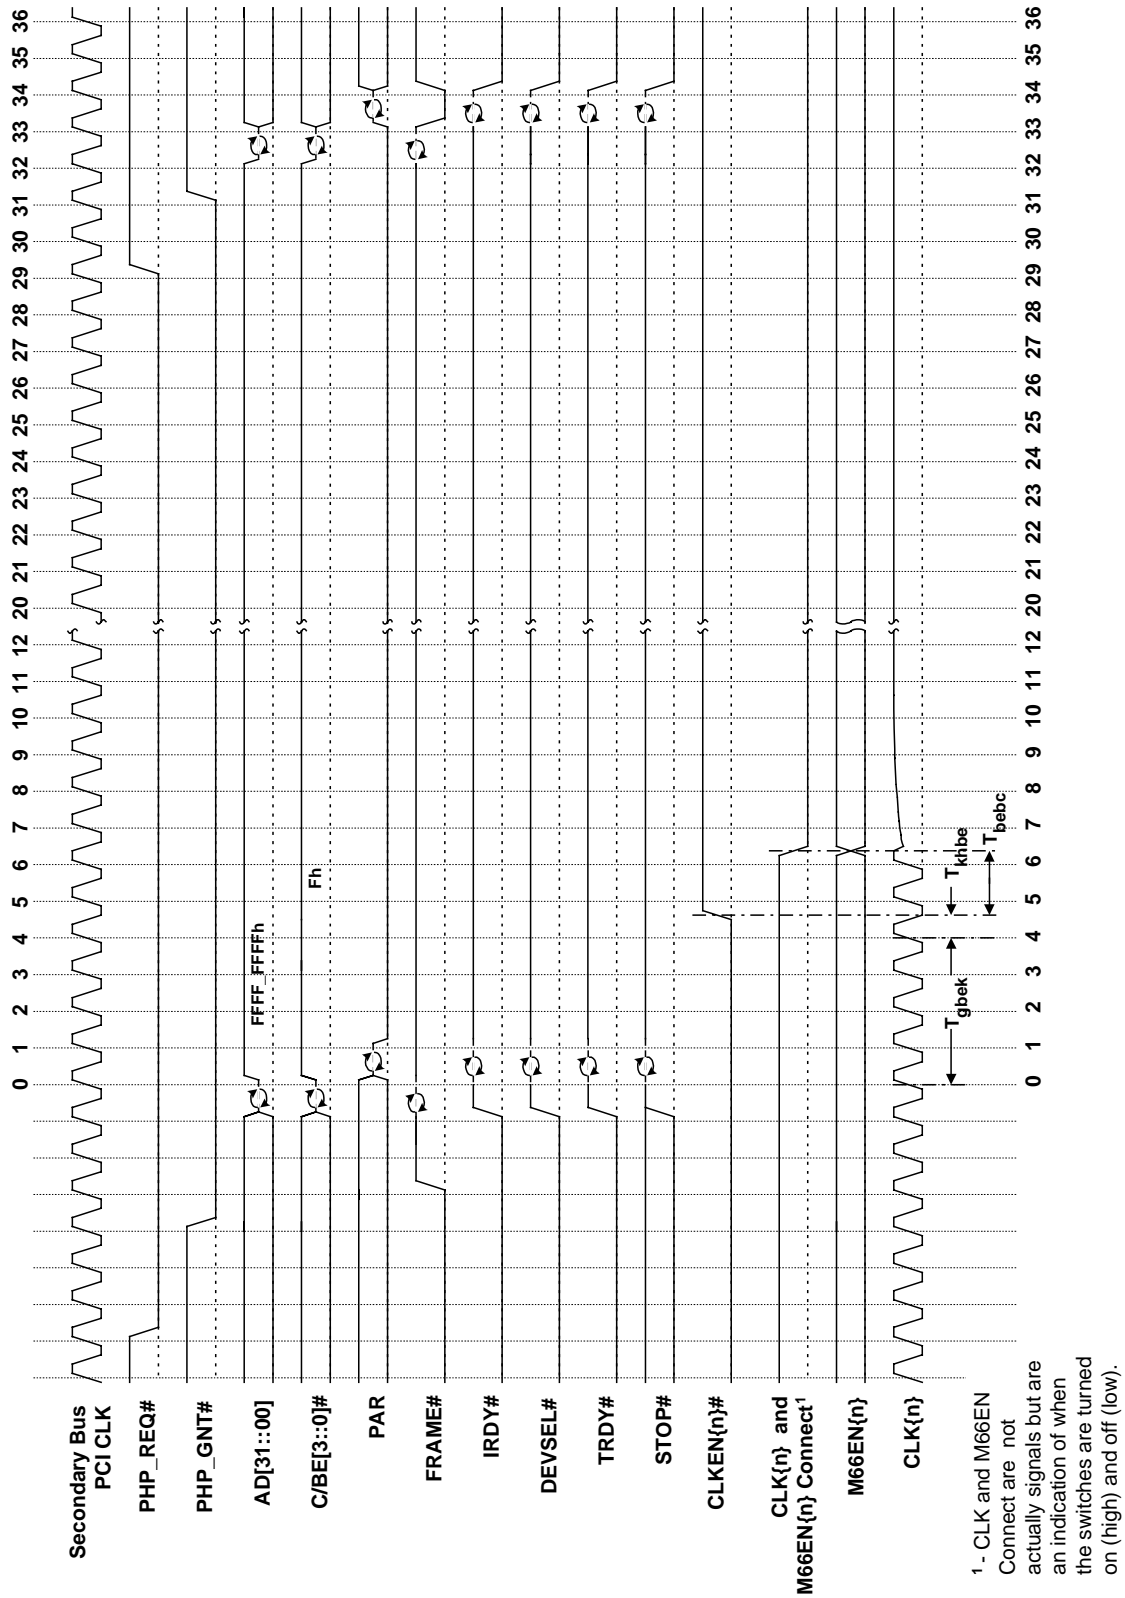 0 1 2 3 4 5 6 7 8 9 10 11 12 20 21 22 23 24 25 26 27 28 29 30 31 32 33 34 35 36
Secondary Bus
PCI CLK
PHP_REQ#
PHP_GNT#
AD[31::00]
FFFF_FFFFh
C/BE[3::0]#
Fh
PAR
FRAME#
IRDY#
DEVSEL#
TRDY#
STOP#
CLKEN{n}#
CLK{n} and
M66EN{n} Connect¹
M66EN{n}
CLK{n}
Tgbek
Tkhbe
Tbebc
0 1 2 3 4 5 6 7 8 9 10 11 12 20 21 22 23 24 25 26 27 28 29 30 31 32 33 34 35 36
¹ - CLK and M66EN
Connect are not
actually signals but are
an indication of when
the switches are turned
on (high) and off (low).